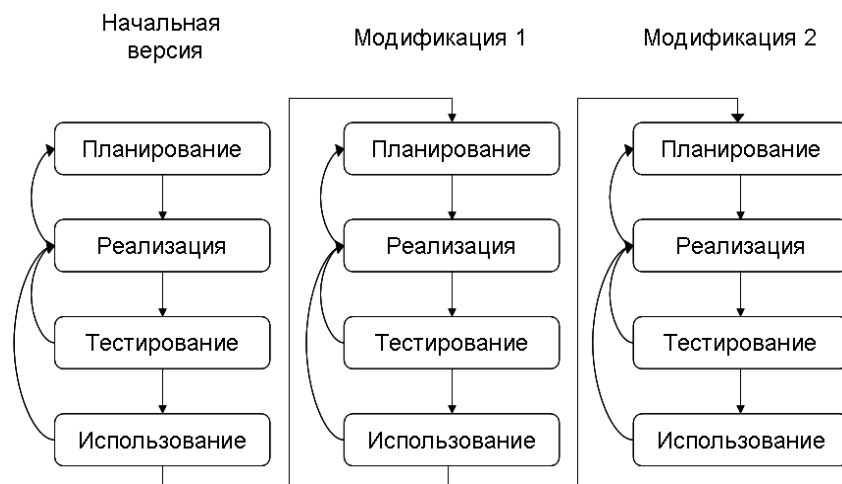 Начальная
версия
Модификация 1
Модификация 2
Планирование
Планирование
Планирование
Реализация
Реализация
Реализация
Тестирование
Тестирование
Тестирование
Использование
Использование
Использование